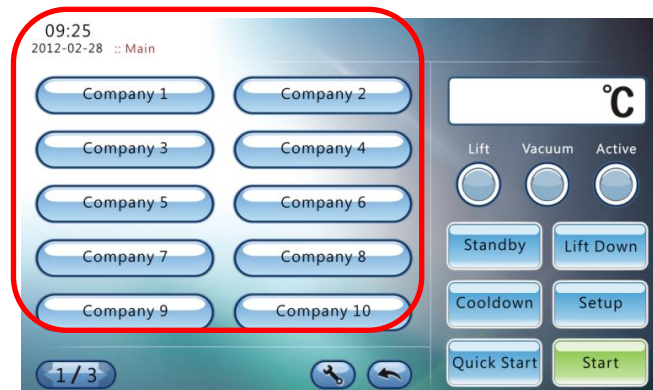 09:25
2012-02-28 :: Main
Company 1 Company 2
Company 3 Company 4
Company 5 Company 6
Company 7 Company 8
Company 9 Company 10
1/3
℃
Lift Vacuum Active
Standby Lift Down
Cooldown Setup
Quick Start Start